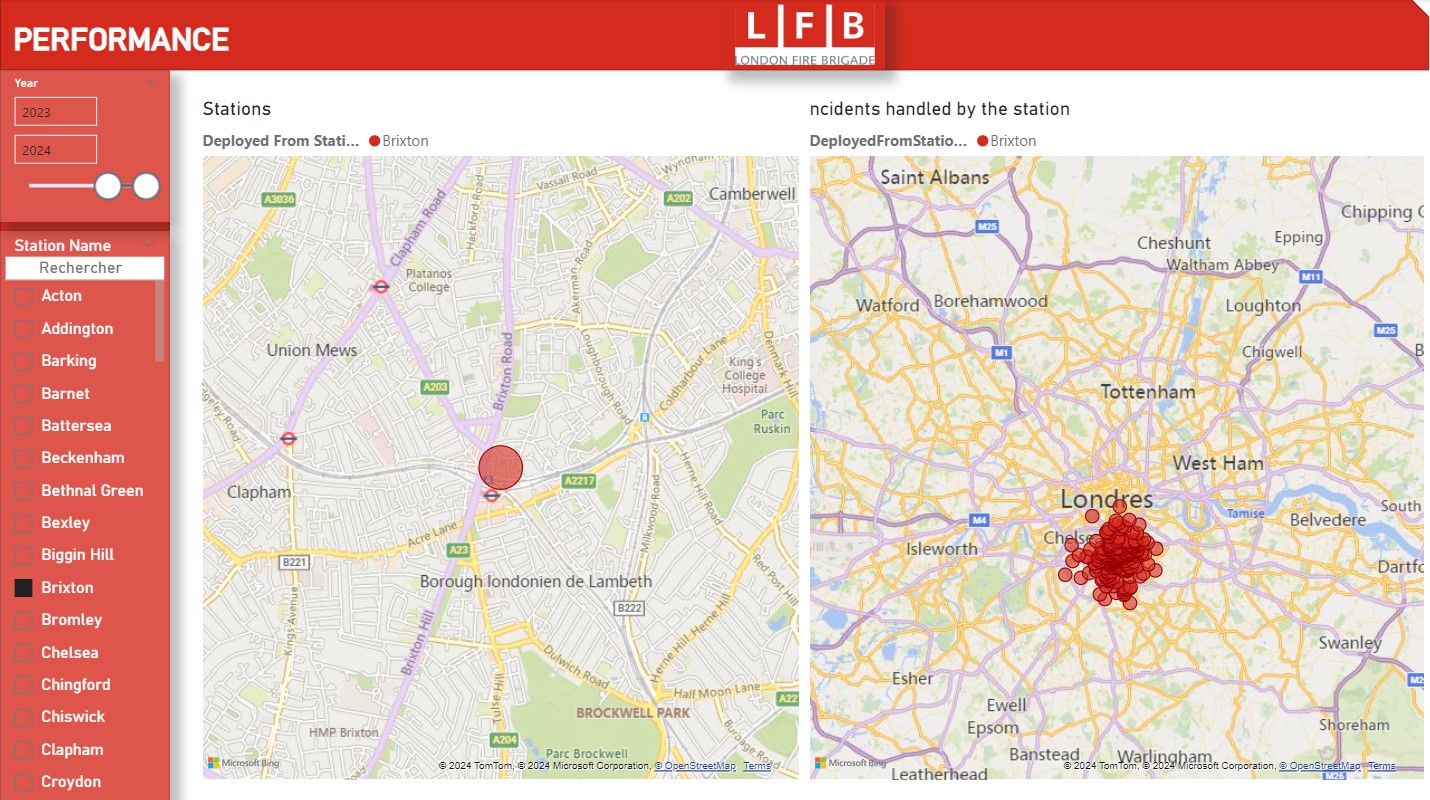 PERFORMANCE
L F B
LONDON FIRE BRIGADE
Year
2023
2024
Station Name
Rechercher
Acton
Addington
Barking
Barnet
Battersea
Beckenham
Bethnal Green
Bexley
Biggin Hill
Brixton
Bromley
Chelsea
Chingford
Chiswick
Clapham
Croydon
Stations
Deployed From Stati... Brixton
Wyndham
Vassall Road
A3036
A202
Camberwell
Clapham Road
Hackford Road
Platanos
College
Akerman Road
Union Mews
Brixton Road
Loughborough Road
Coldharbour Lane
Denmark Hill
King's
College
Hospital
A203
Parc
Ruskin
Clapham
A2217
Herne Hill Road
Milkwood Road
Acre Lane
A23
B221
Red Post Hill
Borough londonien de Lambeth
B222
Kings Avenue
Brixton Hill
Herne Hill
Dulwich Road
Tulse Hill
Half Moon Lane
A22
BROCKWELL PARK
HMP Brixton
A204
Burbage Road
Parc Brockwell
Microsoft Bing
© 2024 TomTom, © 2024 Microsoft Corporation, © OpenStreetMap Terms
ncidents handled by the station
DeployedFromStatio... Brixton
Saint Albans
Chipping O
M25
Cheshunt
Epping
Waltham Abbey
M11
Watford
Borehamwood
Loughton
M25
M1
Chigwell
B
Tottenham
West Ham
Londres
South
Tamise
M4
Belvedere
Chelse
Isleworth
Dartfo
Swanley
Esher
M2
Ewell
Epsom
Shoreham
Banstead
Warlingham
Leatherhead
M26
Microsoft Bing
© 2024 TomTom, © 2024 Microsoft Corporation, © OpenStreetMap Terms